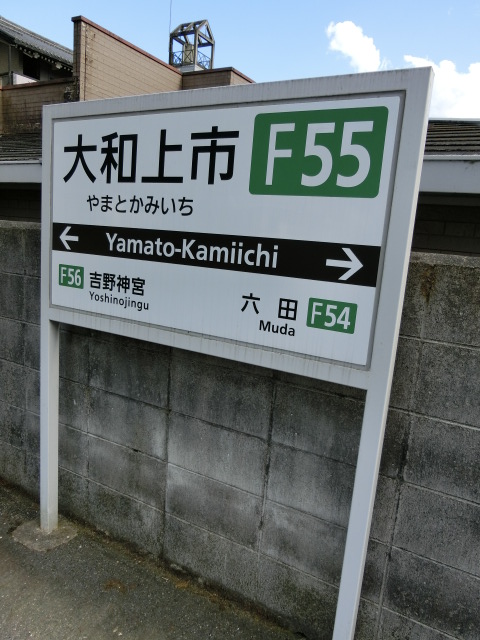 大和上市 F55
やまとかみいち
← Yamato-Kamiichi →
F56 吉野神宮
Yoshinojingu
六田 F54
Muda